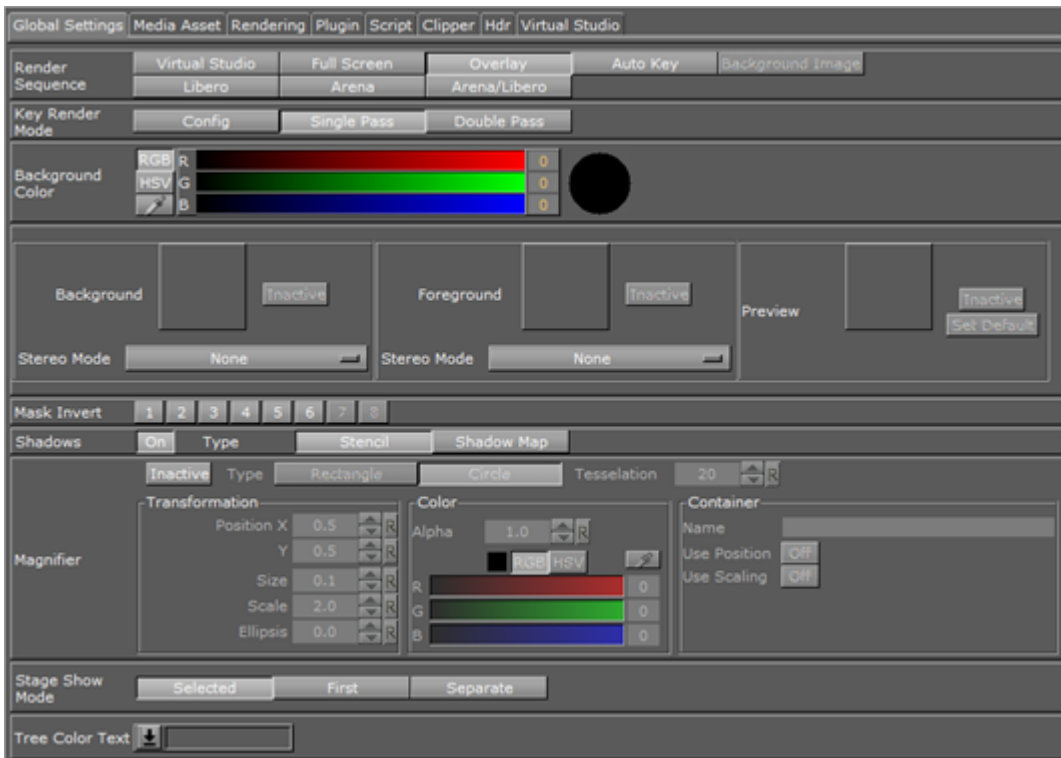 Global Settings Media Asset Rendering Plugin Script Clipper Hdr Virtual Studio
Render Sequence Virtual Studio Full Screen Overlay Auto Key Background Image
Libero Arena Arena/Libero
Key Render Mode Config Single Pass Double Pass
Background Color RGB R 0
HSV G 0
B 0
Background Inactive Foreground Inactive Preview Inactive
Set Default
Stereo Mode None Stereo Mode None
Mask Invert 1 2 3 4 5 6 7 8
Shadows On Type Stencil Shadow Map
Magnifier Inactive Type Rectangle Circle Tesselation 20 R
Transformation Color Container
Position X 0.5 R Alpha 1.0 R Name
Y 0.5 R RGB HSV Use Position Off
Size 0.1 R R 0 Use Scaling Off
Scale 2.0 R G 0
Ellipsis 0.0 R B 0
Stage Show Mode Selected First Separate
Tree Color Text